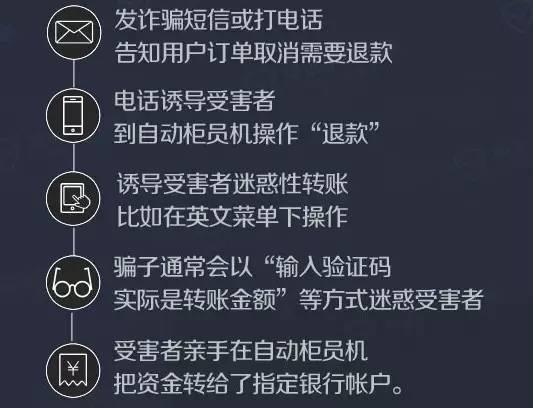 发诈骗短信或打电话
告知用户订单取消需要退款
电话诱导受害者
到自动柜员机操作“退款”
诱导受害者迷惑性转账
比如在英文菜单下操作
骗子通常会以“输入验证码
实际是转账金额”等方式迷惑受害者
受害者亲手在自动柜员机
把资金转给了指定银行帐户。
¥